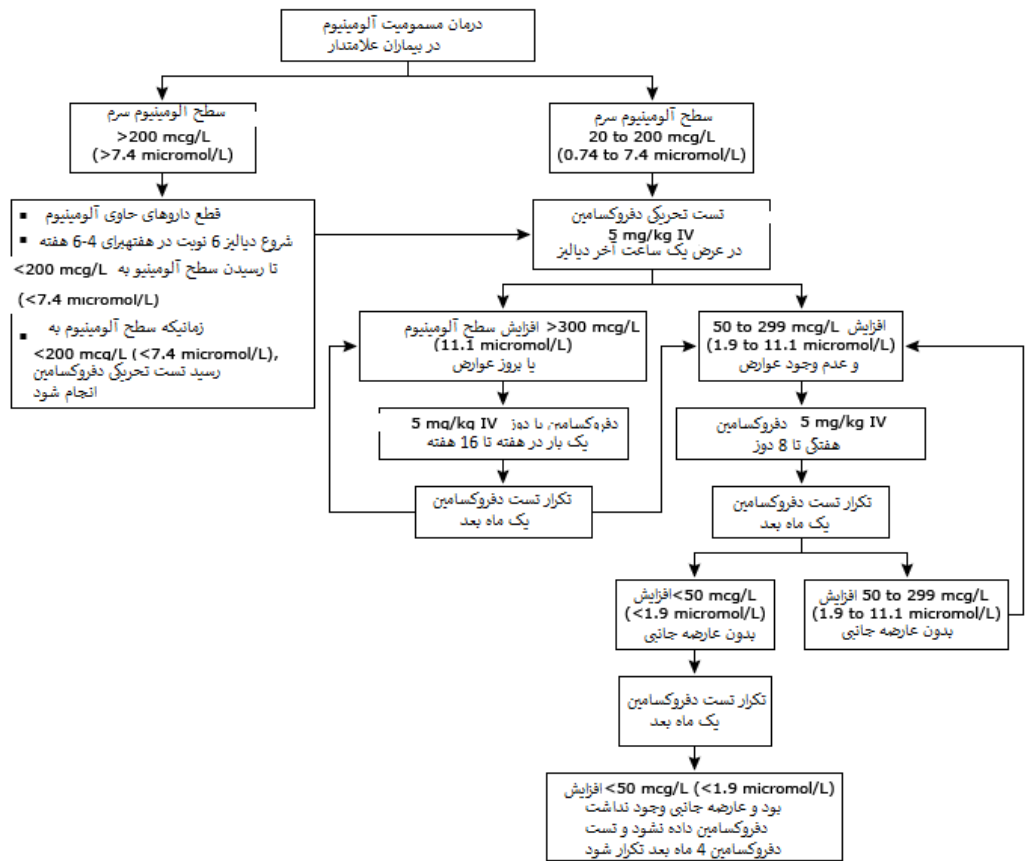 درمان مسمومیت آلومینیوم
در بیماران علامتدار
سطح آلومینیوم سرم
>200 mcg/L
(>7.4 micromol/L)
سطح آلومینیوم سرم
20 to 200 mcg/L
(0.74 to 7.4 micromol/L)
▪ قطع داروهای حاوی آلومینیوم
▪ شروع دیالیز 6 نوبت در هفتهبرای 4-6 هفته
تا رسیدن سطح آلومینیو به <200 mcg/L
(<7.4 micromol/L)
▪ زمانیکه سطح آلومینیوم به
<200 mcg/L (<7.4 micromol/L),
رسید تست تحریکی دفروکسامین
انجام شود
تست تحریکی دفروکسامین
5 mg/kg IV
در عرض یک ساعت آخر دیالیز
افزایش سطح آلومینیوم >300 mcg/L
(11.1 micromol/L)
یا بروز عوارض
افزایش 50 to 299 mcg/L
(1.9 to 11.1 micromol/L)
و عدم وجود عوارض
دفروکسامین با دوز 5 mg/kg IV
یک بار در هفته تا 16 هفته
دفروکسامین 5 mg/kg IV
هفتگی تا 8 دوز
تکرار تست دفروکسامین
یک ماه بعد
تکرار تست دفروکسامین
یک ماه بعد
افزایش <50 mcg/L
(<1.9 micromol/L)
بدون عارضه جانبی
افزایش 50 to 299 mcg/L
(1.9 to 11.1 micromol/L)
بدون عارضه جانبی
تکرار تست دفروکسامین
یک ماه بعد
افزایش <50 mcg/L (<1.9 micromol/L)
بود و عارضه جانبی وجود نداشت
دفروکسامین داده نشود و تست
دفروکسامین 4 ماه بعد تکرار شود